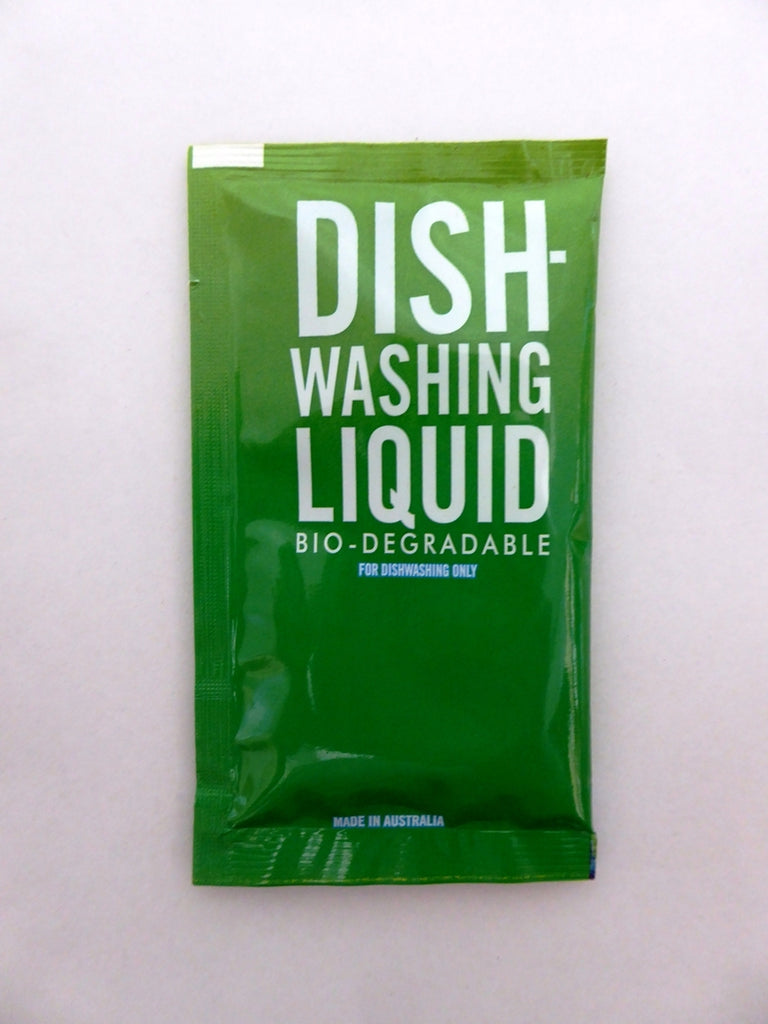 DISH-
WASHING
LIQUID
BIO-DEGRADABLE
FOR DISHWASHING ONLY
MADE IN AUSTRALIA